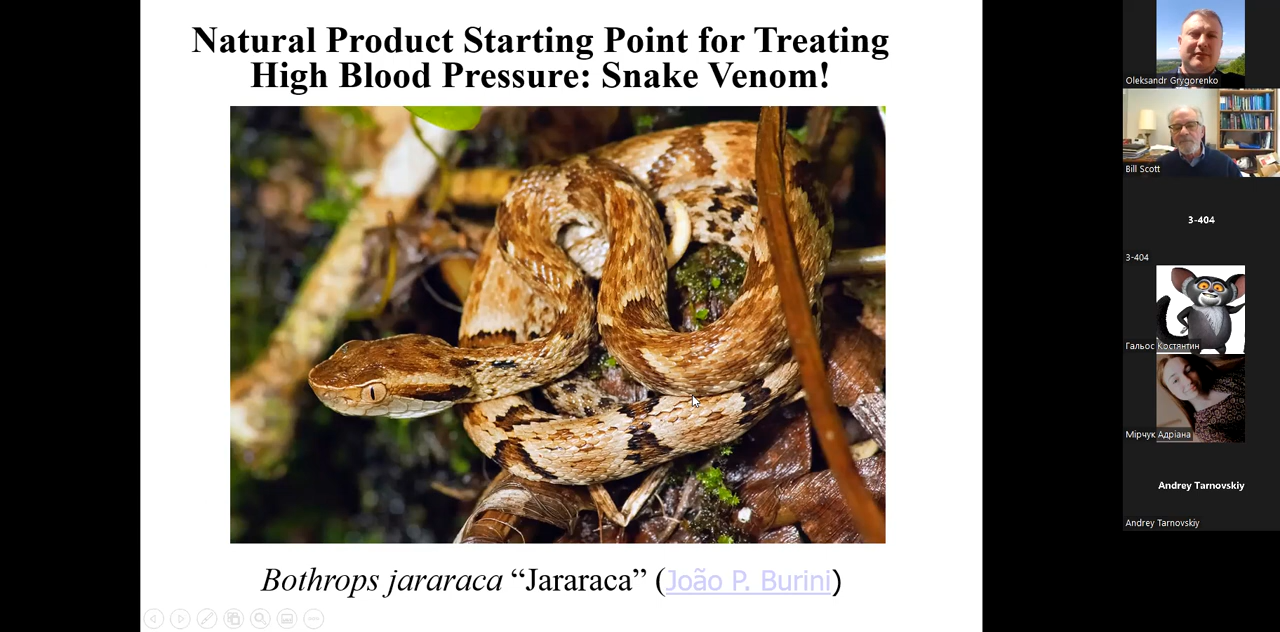 Natural Product Starting Point for Treating
High Blood Pressure: Snake Venom!
Bothrops jararaca “Jararaca” (João P. Burini)
Oleksandr Grygorenko
Bill Scott
3-404
3-404
Гальос Костянтин
Мірчук Адріана
Andrey Tarnovskiy
Andrey Tarnovskiy